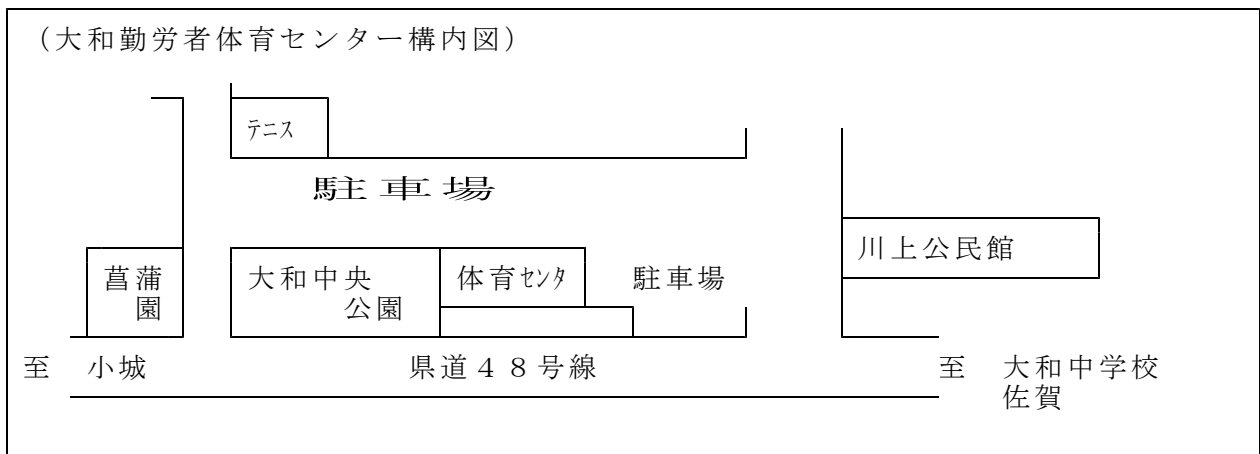 （大和勤労者体育センター構内図）
ﾃﾆｽ
駐車場
川上公民館
菖蒲
園
大和中央
公園
体育ｾﾝﾀ
駐車場
至　小城
県道４８号線
至　大和中学校
佐賀